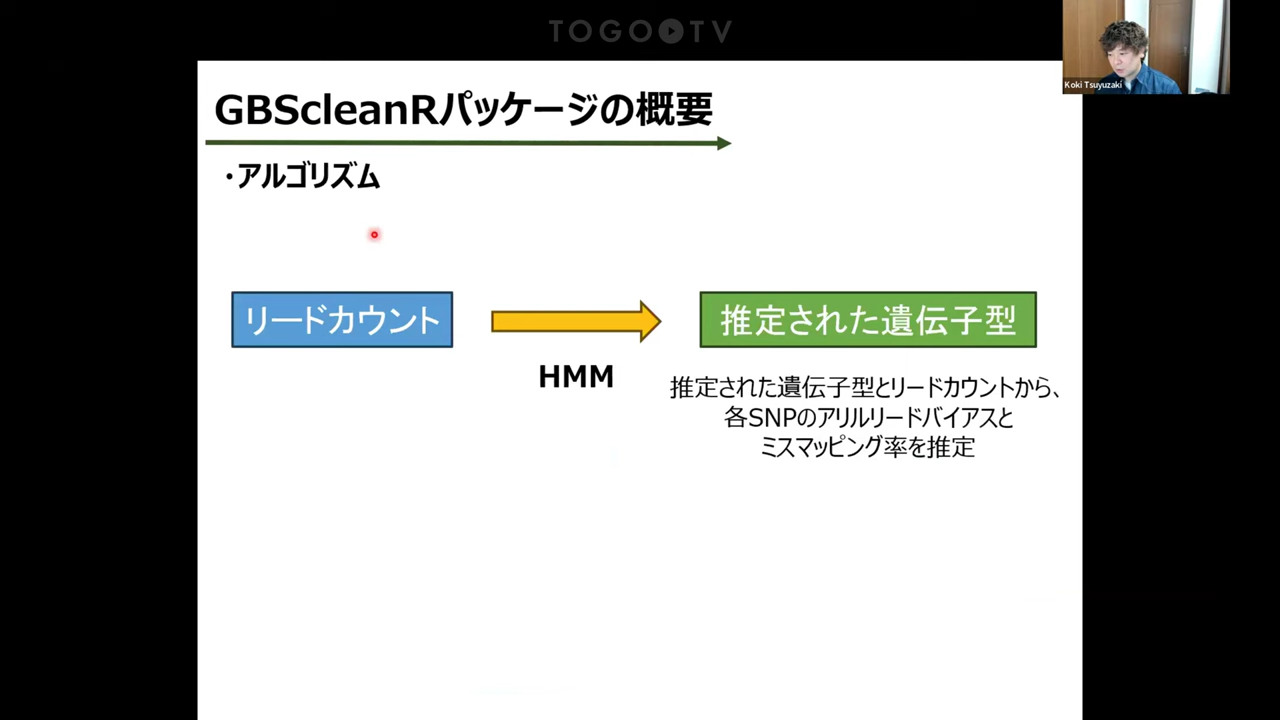 TOGO TV
Koki Tsuyuzaki
GBScleanRパッケージの概要
・アルゴリズム
リードカウント
HMM
推定された遺伝子型
推定された遺伝子型とリードカウントから、
各SNPのアリルリードバイアスと
ミスマッピング率を推定